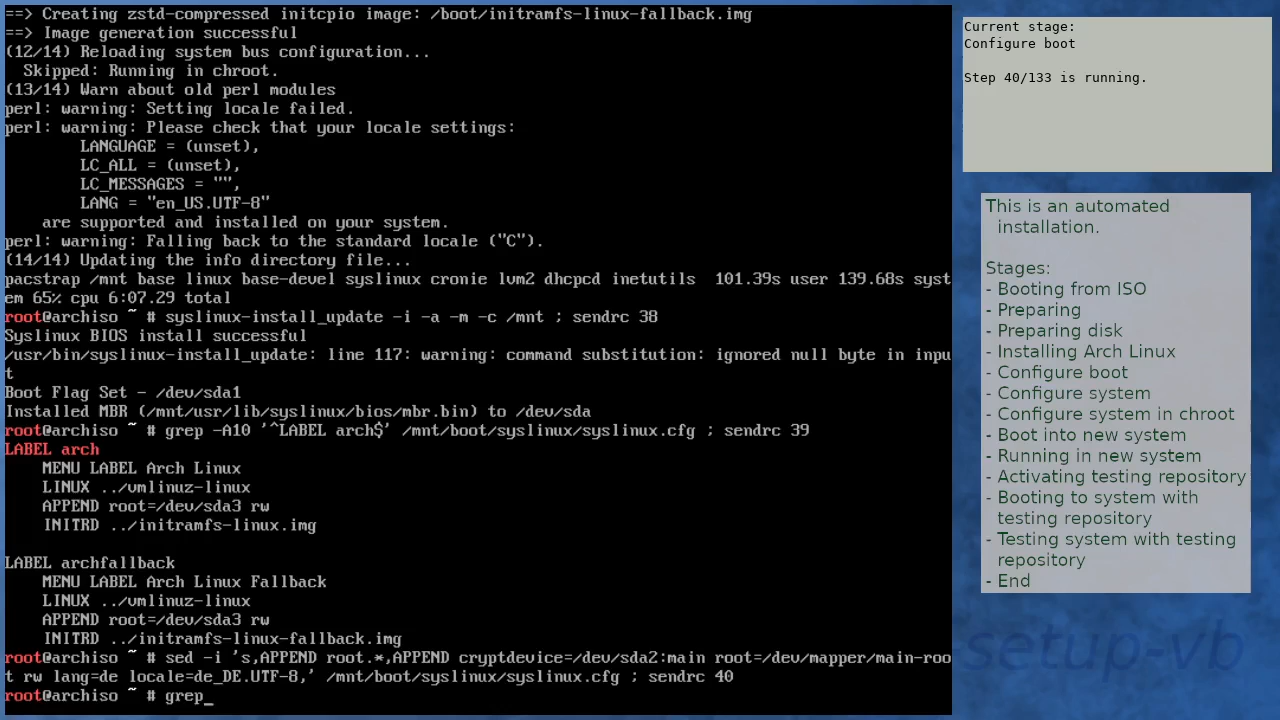 ==> Creating zstd-compressed initcpio image: /boot/initramfs-linux-fallback.img
==> Image generation successful
(12/14) Reloading system bus configuration...
  Skipped: Running in chroot.
(13/14) Warn about old perl modules
perl: warning: Setting locale failed.
perl: warning: Please check that your locale settings:
        LANGUAGE = (unset),
        LC_ALL = (unset),
        LC_MESSAGES = "",
        LANG = "en_US.UTF-8"
    are supported and installed on your system.
perl: warning: Falling back to the standard locale ("C").
(14/14) Updating the info directory file...
pacstrap /mnt base linux base-devel syslinux cronie lvm2 dhcpcd inetutils  101.39s user 139.68s syst
em 65% cpu 6:07.29 total
root@archiso ~ # syslinux-install_update -i -a -m -c /mnt ; sendrc 38
Syslinux BIOS install successful
/usr/bin/syslinux-install_update: line 117: warning: command substitution: ignored null byte in inpu
t
Boot Flag Set - /dev/sda1
Installed MBR (/mnt/usr/lib/syslinux/bios/mbr.bin) to /dev/sda
root@archiso ~ # grep -A10 '^LABEL arch$' /mnt/boot/syslinux/syslinux.cfg ; sendrc 39
LABEL arch
    MENU LABEL Arch Linux
    LINUX ../vmlinuz-linux
    APPEND root=/dev/sda3 rw
    INITRD ../initramfs-linux.img

LABEL archfallback
    MENU LABEL Arch Linux Fallback
    LINUX ../vmlinuz-linux
    APPEND root=/dev/sda3 rw
    INITRD ../initramfs-linux-fallback.img
root@archiso ~ # sed -i 's,APPEND root.*,APPEND cryptdevice=/dev/sda2:main root=/dev/mapper/main-roo
t rw lang=de locale=de_DE.UTF-8,' /mnt/boot/syslinux/syslinux.cfg ; sendrc 40
root@archiso ~ # grep_
Current stage:
Configure boot

Step 40/133 is running.
This is an automated
installation.

Stages:
- Booting from ISO
- Preparing
- Preparing disk
- Installing Arch Linux
- Configure boot
- Configure system
- Configure system in chroot
- Boot into new system
- Running in new system
- Activating testing repository
- Booting to system with
testing repository
- Testing system with testing
repository
- End
setup-vb